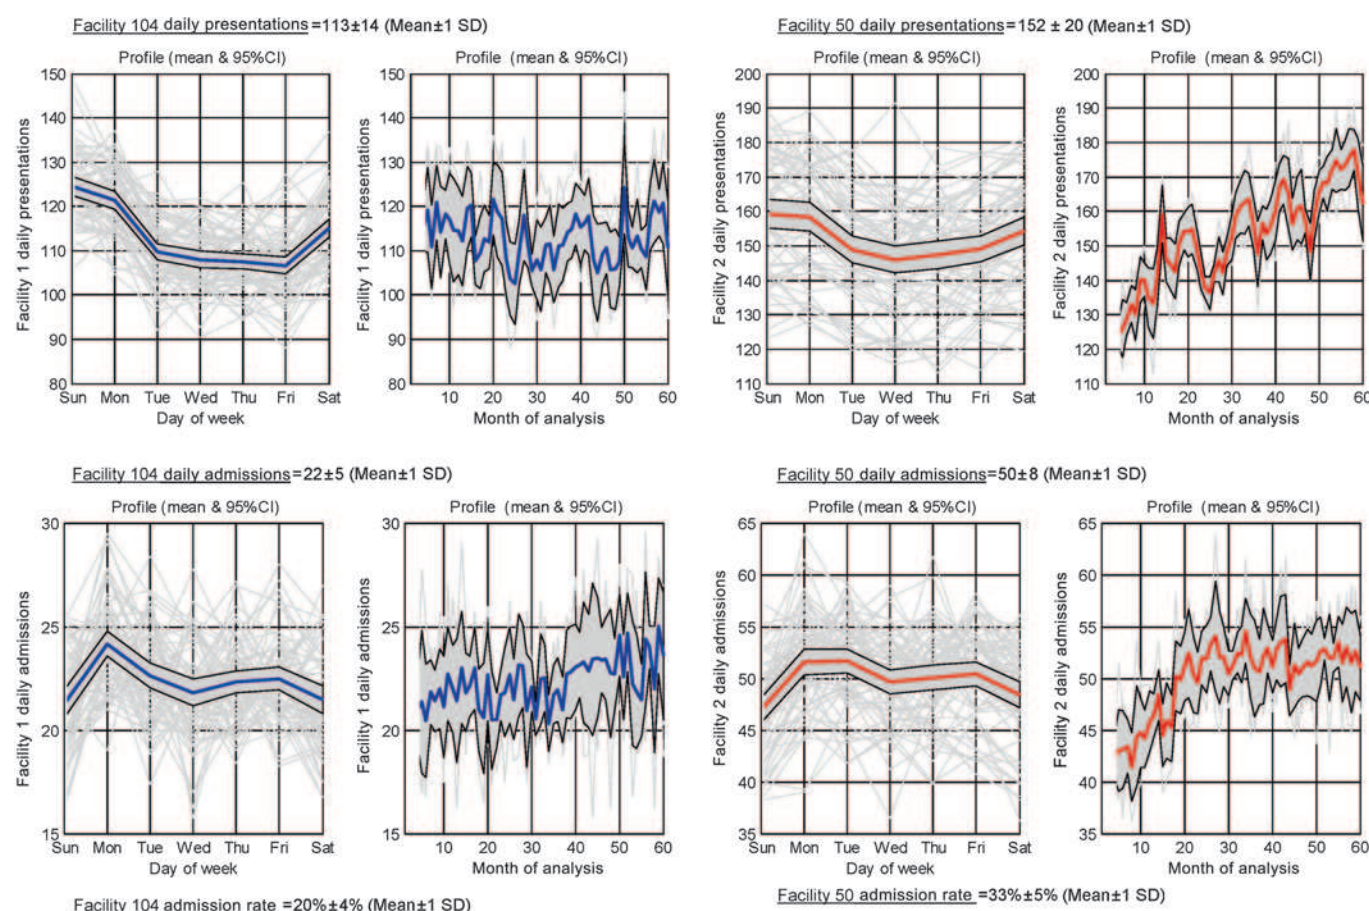 Facility 104 daily presentations=113±14 (Mean±1 SD)
Profile (mean & 95%CI)
Facility 1 daily presentations
150
140
130
120
110
100
90
80
Sun Mon Tue Wed Thu Fri Sat
Day of week
Profile (mean & 95%CI)
Facility 1 daily presentations
150
140
130
120
110
100
90
80
10 20 30 40 50 60
Month of analysis
Facility 50 daily presentations=152 ± 20 (Mean±1 SD)
Profile (mean & 95%CI)
Facility 2 daily presentations
200
190
180
170
160
150
140
130
120
110
Sun Mon Tue Wed Thu Fri Sat
Day of week
Profile (mean & 95%CI)
Facility 2 daily presentations
200
190
180
170
160
150
140
130
120
110
10 20 30 40 50 60
Month of analysis
Facility 104 daily admissions=22±5 (Mean±1 SD)
Profile (mean & 95%CI)
Facility 1 daily admissions
30
25
20
15
Sun Mon Tue Wed Thu Fri Sat
Day of week
Profile (mean & 95%CI)
Facility 1 daily admissions
30
25
20
15
10 20 30 40 50 60
Month of analysis
Facility 50 daily admissions=50±8 (Mean±1 SD)
Profile (mean & 95%CI)
Facility 2 daily admissions
65
60
55
50
45
40
35
Sun Mon Tue Wed Thu Fri Sat
Day of week
Profile (mean & 95%CI)
Facility 2 daily admissions
65
60
55
50
45
40
35
10 20 30 40 50 60
Month of analysis
Facility 104 admission rate =20%±4% (Mean±1 SD)
Facility 50 admission rate =33%±5% (Mean±1 SD)